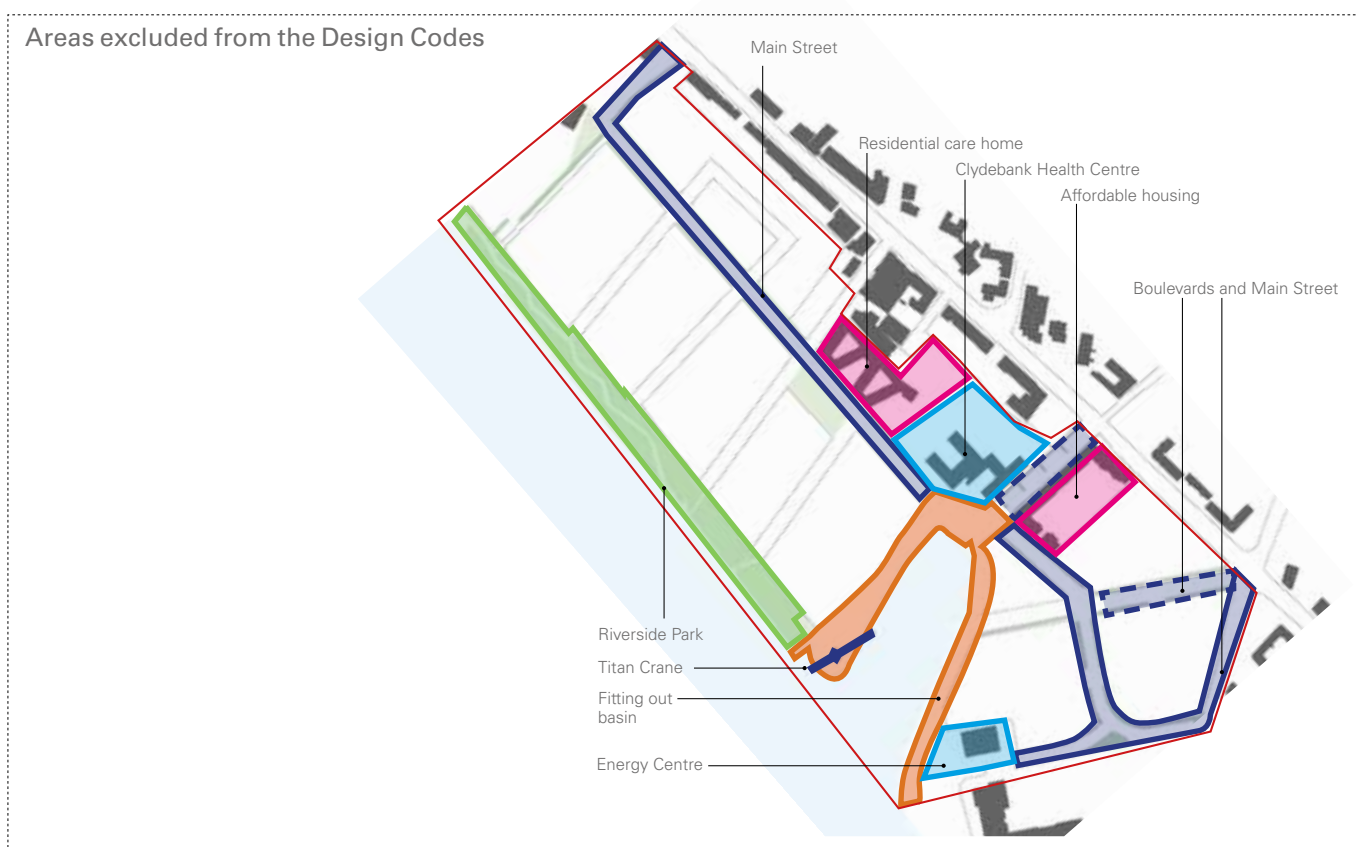 Areas excluded from the Design Codes
Main Street
Residential care home
Clydebank Health Centre
Affordable housing
Boulevards and Main Street
Riverside Park
Titan Crane
Fitting out
basin
Energy Centre